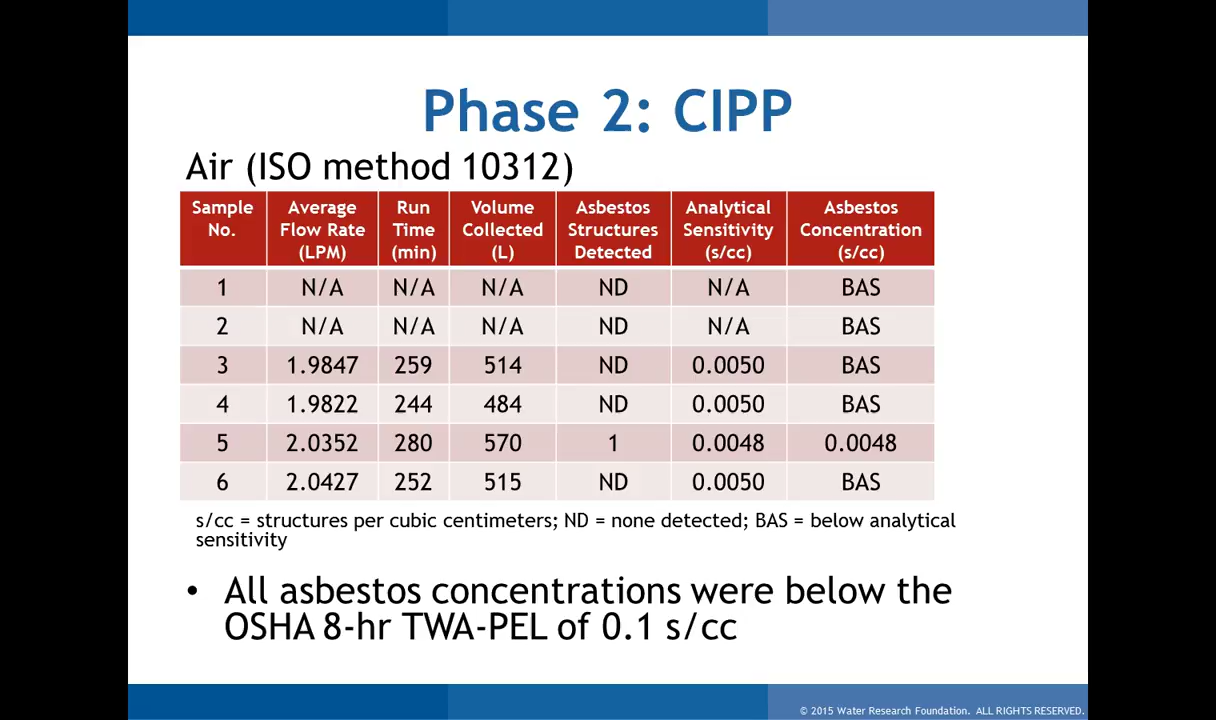 Phase 2: CIPP
Air (ISO method 10312)
Sample No. Average Flow Rate (LPM) Run Time (min) Volume Collected (L) Asbestos Structures Detected Analytical Sensitivity (s/cc) Asbestos Concentration (s/cc)
1 N/A N/A N/A ND N/A BAS
2 N/A N/A N/A ND N/A BAS
3 1.9847 259 514 ND 0.0050 BAS
4 1.9822 244 484 ND 0.0050 BAS
5 2.0352 280 570 1 0.0048 0.0048
6 2.0427 252 515 ND 0.0050 BAS
s/cc = structures per cubic centimeters; ND = none detected; BAS = below analytical
sensitivity
• All asbestos concentrations were below the
OSHA 8-hr TWA-PEL of 0.1 s/cc
© 2015 Water Research Foundation. ALL RIGHTS RESERVED.